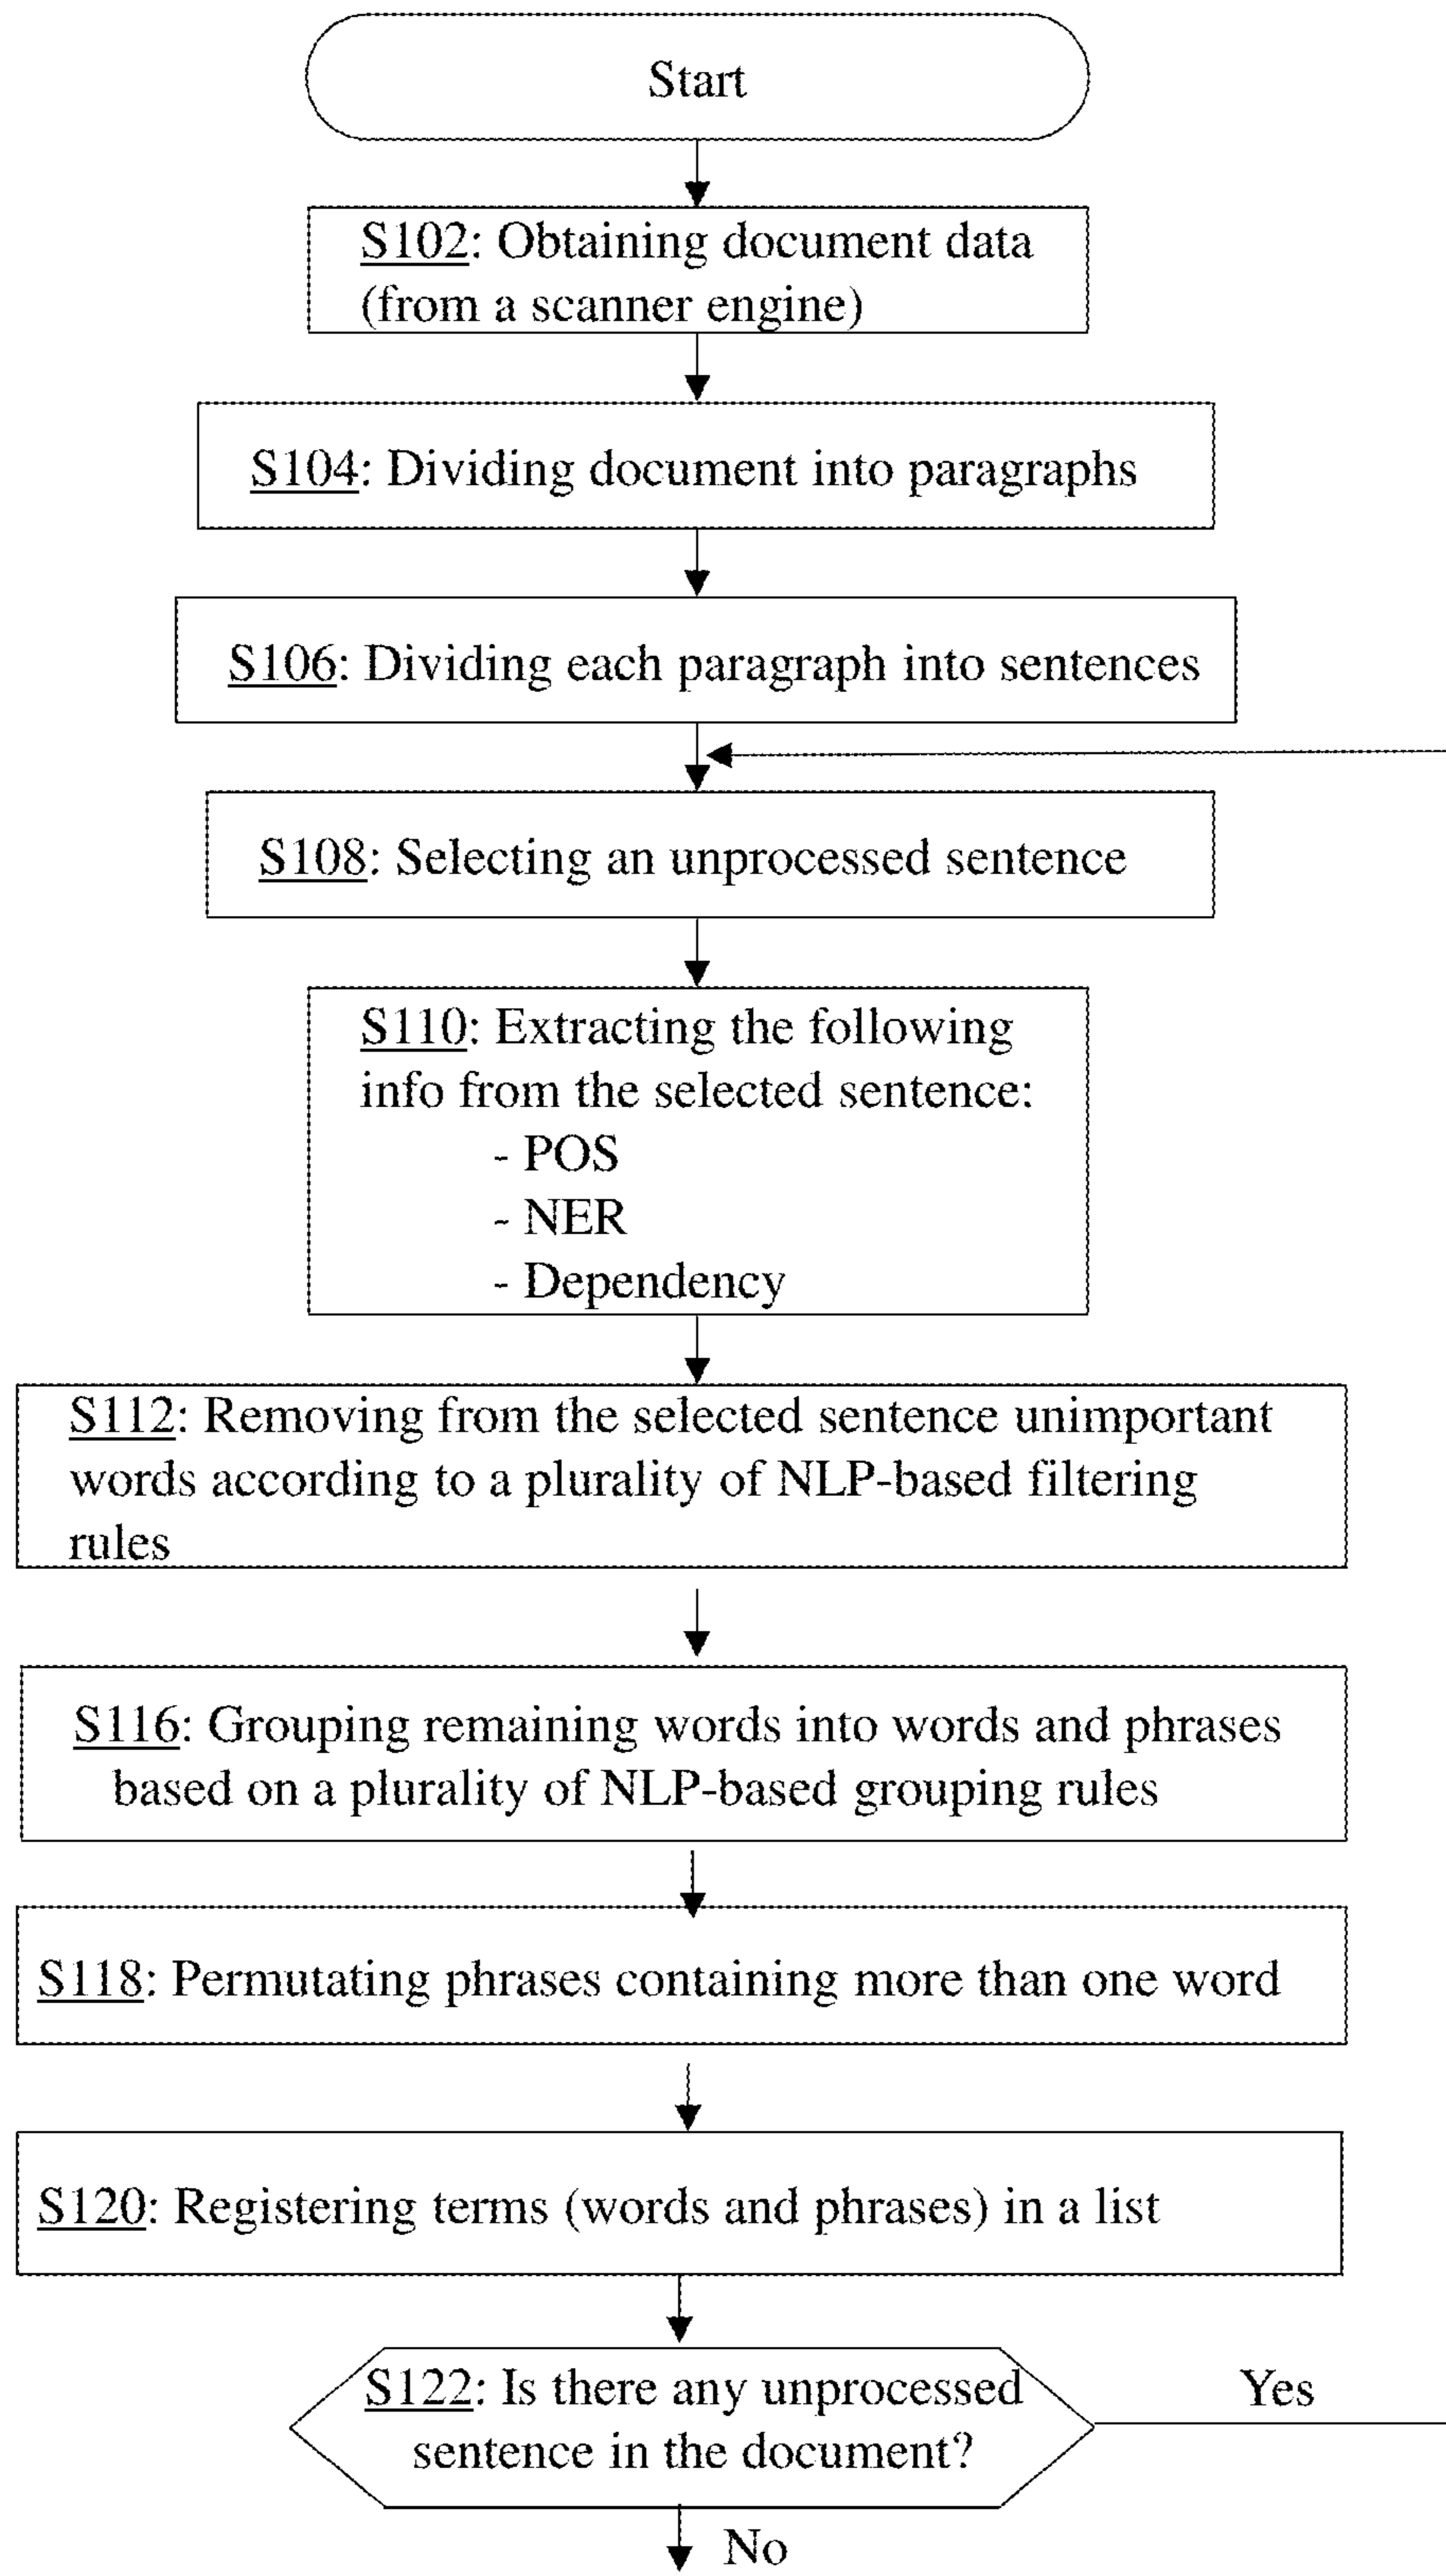 Start
S102: Obtaining document data
(from a scanner engine)
S104: Dividing document into paragraphs
S106: Dividing each paragraph into sentences
S108: Selecting an unprocessed sentence
S110: Extracting the following
info from the selected sentence:
- POS
- NER
- Dependency
S112: Removing from the selected sentence unimportant
words according to a plurality of NLP-based filtering
rules
S116: Grouping remaining words into words and phrases
based on a plurality of NLP-based grouping rules
S118: Permutating phrases containing more than one word
S120: Registering terms (words and phrases) in a list
S122: Is there any unprocessed
sentence in the document?
Yes
No